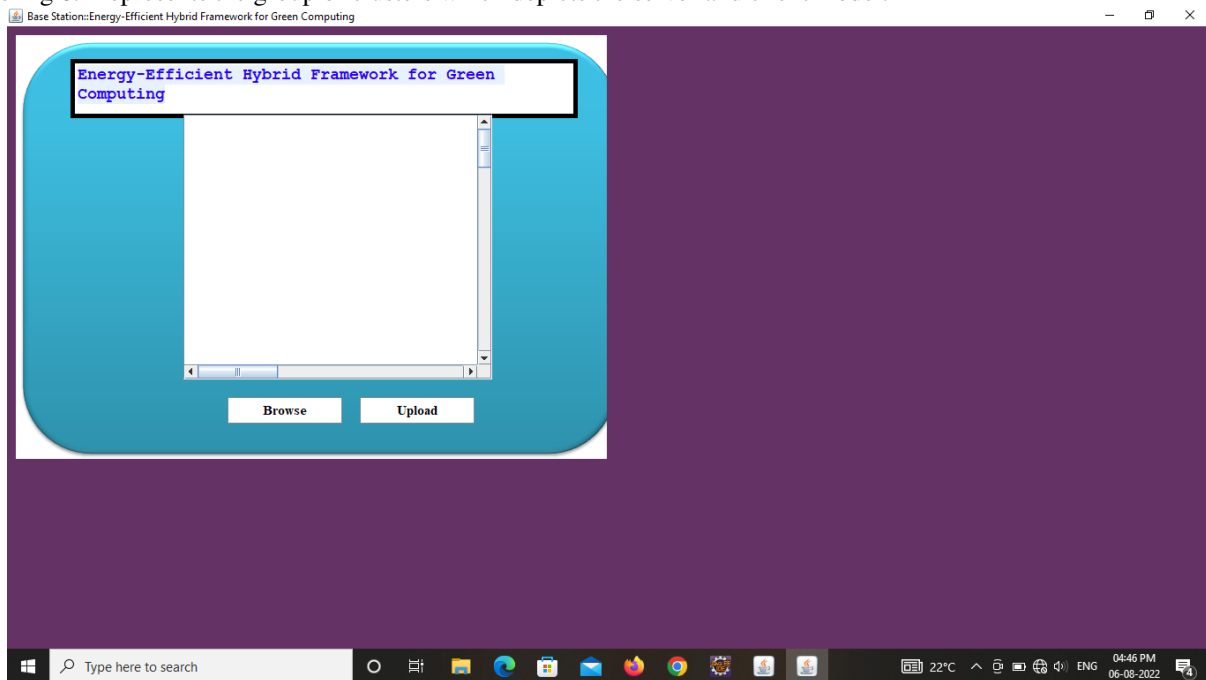 Base Station::Energy-Efficient Hybrid Framework for Green Computing
Energy-Efficient Hybrid Framework for Green
Computing
Browse
Upload
Type here to search
22°C
ENG
04:46 PM
06-08-2022
4